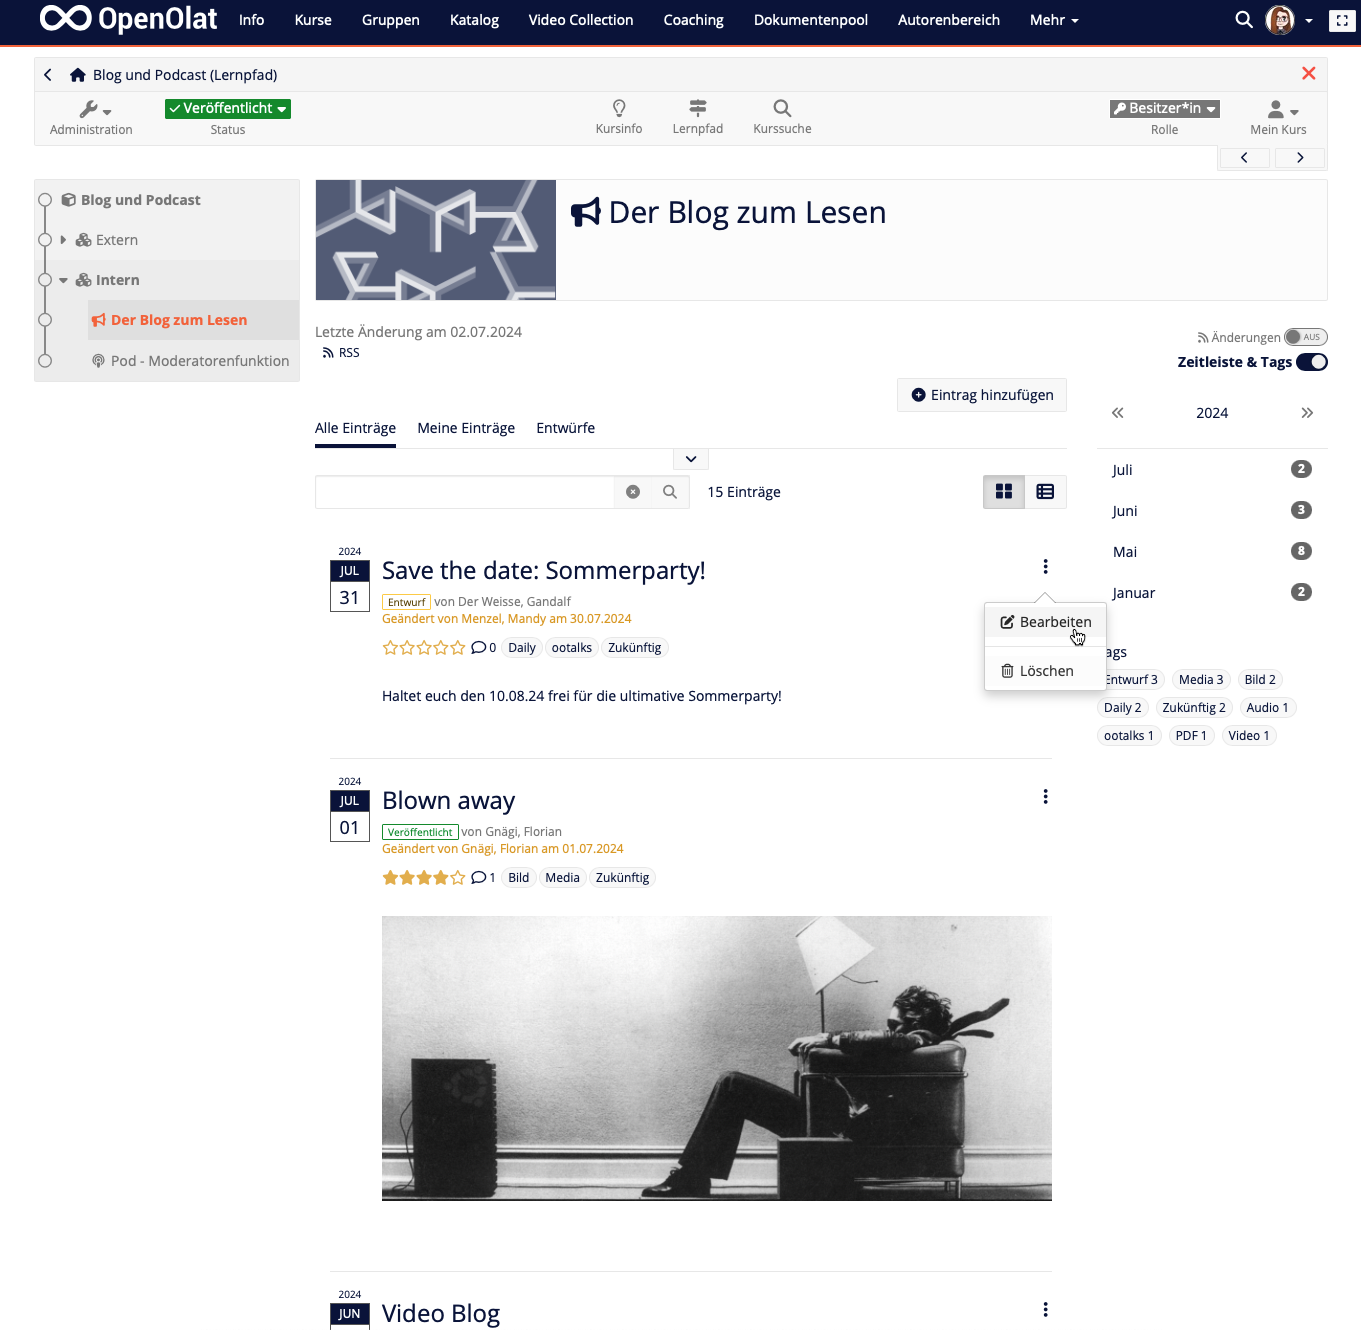 OpenOlat Info Kurse Gruppen Katalog Video Collection Coaching Dokumentenpool Autorenbereich Mehr
Blog und Podcast (Lernpfad)
Administration
Veröffentlicht
Status
Kursinfo
Lernpfad
Kurssuche
Besitzer*in
Rolle
Mein Kurs
Blog und Podcast
Extern
Intern
Der Blog zum Lesen
Pod - Moderatorenfunktion
Der Blog zum Lesen
Letzte Änderung am 02.07.2024
RSS
Änderungen AUS
Zeitleiste & Tags
Eintrag hinzufügen
Alle Einträge Meine Einträge Entwürfe
15 Einträge
2024
JUL
31
Save the date: Sommerparty!
Entwurf von Der Weisse, Gandalf
Geändert von Menzel, Mandy am 30.07.2024
0 Daily ootalks Zukünftig
Haltet euch den 10.08.24 frei für die ultimative Sommerparty!
Bearbeiten
Löschen
2024
JUL
01
Blown away
Veröffentlicht von Gnägi, Florian
Geändert von Gnägi, Florian am 01.07.2024
1 Bild Media Zukünftig
2024
JUN
Video Blog
2024
Juli 2
Juni 3
Mai 8
Januar 2
ags
Entwurf 3 Media 3 Bild 2
Daily 2 Zukünftig 2 Audio 1
ootalks 1 PDF 1 Video 1